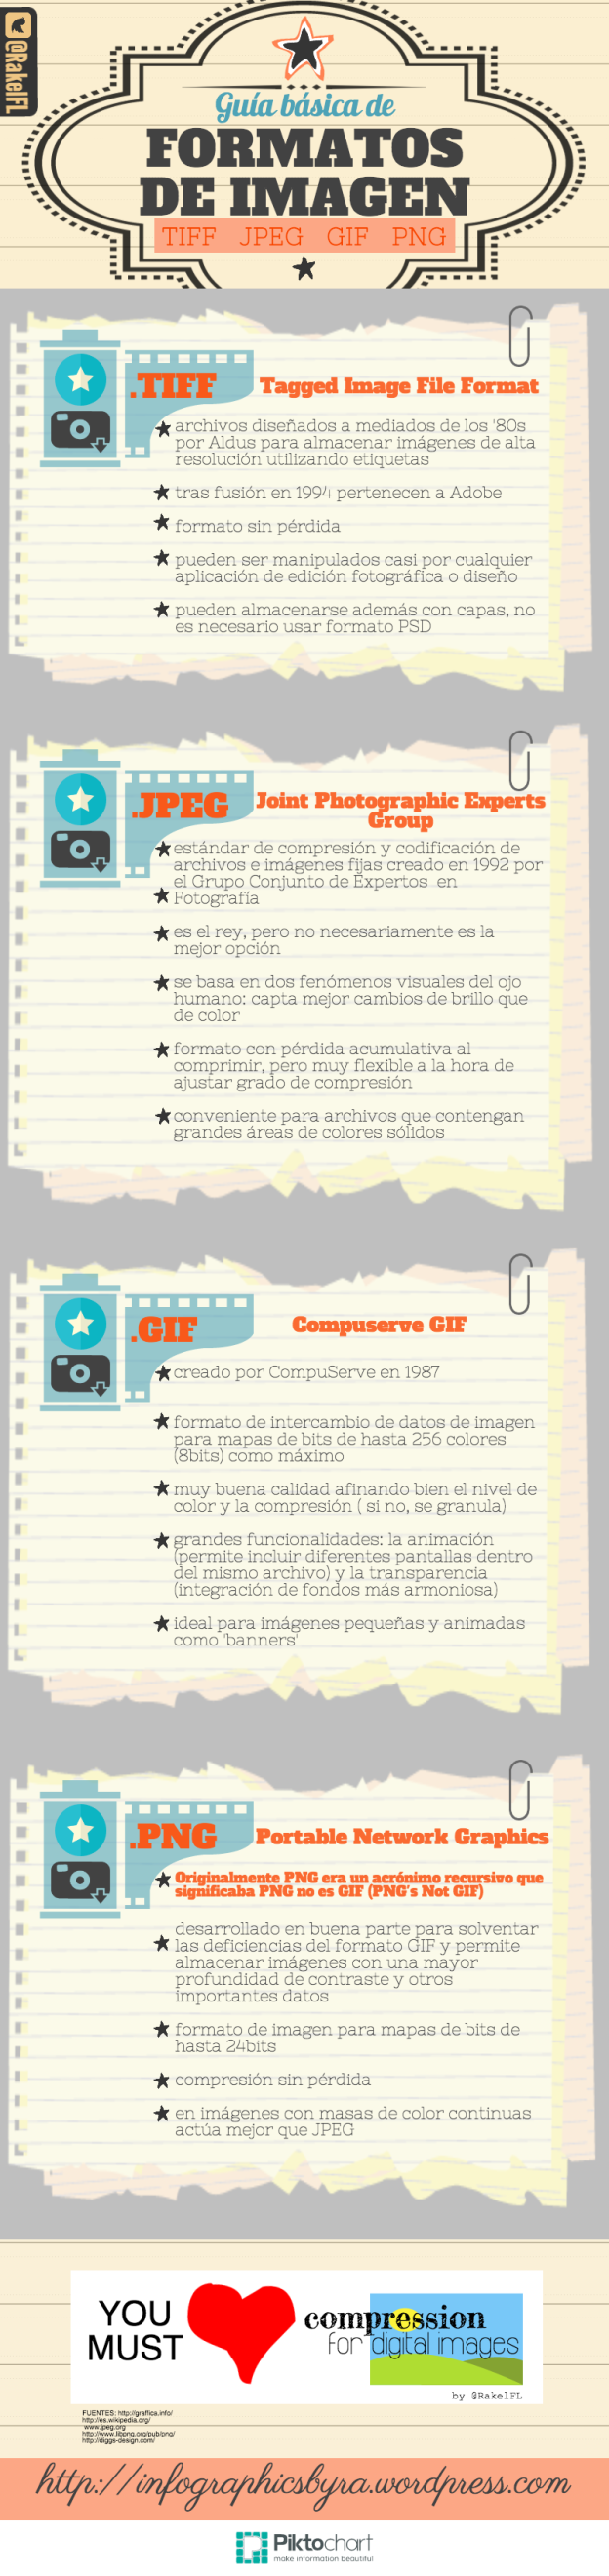 @RakelFL
Guía básica de
FORMATOS
DE IMAGEN
TIFF JPEG GIF PNG
.TIFF
Tagged Image File Format
archivos diseñados a mediados de los '80s
por Aldus para almacenar imágenes de alta
resolución utilizando etiquetas
tras fusión en 1994 pertenecen a Adobe
formato sin pérdida
pueden ser manipulados casi por cualquier
aplicación de edición fotográfica o diseño
pueden almacenarse además con capas, no
es necesario usar formato PSD
.JPEG
Joint Photographic Experts
Group
estándar de compresión y codificación de
archivos e imágenes fijas creado en 1992 por
el Grupo Conjunto de Expertos en
Fotografía
es el rey, pero no necesariamente es la
mejor opción
se basa en dos fenómenos visuales del ojo
humano: capta mejor cambios de brillo que
de color
formato con pérdida acumulativa al
comprimir, pero muy flexible a la hora de
ajustar grado de compresión
conveniente para archivos que contengan
grandes áreas de colores sólidos
.GIF
Compuserve GIF
creado por CompuServe en 1987
formato de intercambio de datos de imagen
para mapas de bits de hasta 256 colores
(8bits) como máximo
muy buena calidad afinando bien el nivel de
color y la compresión ( si no, se granula)
grandes funcionalidades: la animación
(permite incluir diferentes pantallas dentro
del mismo archivo) y la transparencia
(integración de fondos más armoniosa)
ideal para imágenes pequeñas y animadas
como 'banners'
.PNG
Portable Network Graphics
Originalmente PNG era un acrónimo recursivo que
significaba PNG no es GIF (PNG's Not GIF)
desarrollado en buena parte para solventar
las deficiencias del formato GIF y permite
almacenar imágenes con una mayor
profundidad de contraste y otros
importantes datos
formato de imagen para mapas de bits de
hasta 24bits
compresión sin pérdida
en imágenes con masas de color continuas
actúa mejor que JPEG
YOU
MUST
compression
for digital images
by @RakelFL
FUENTES: http://graffica.info/
http://es.wikipedia.org/
www.jpeg.org
http://www.libpng.org/pub/png/
http://diggs-design.com/
http://infographicsbyra.wordpress.com
Piktochart
make information beautiful